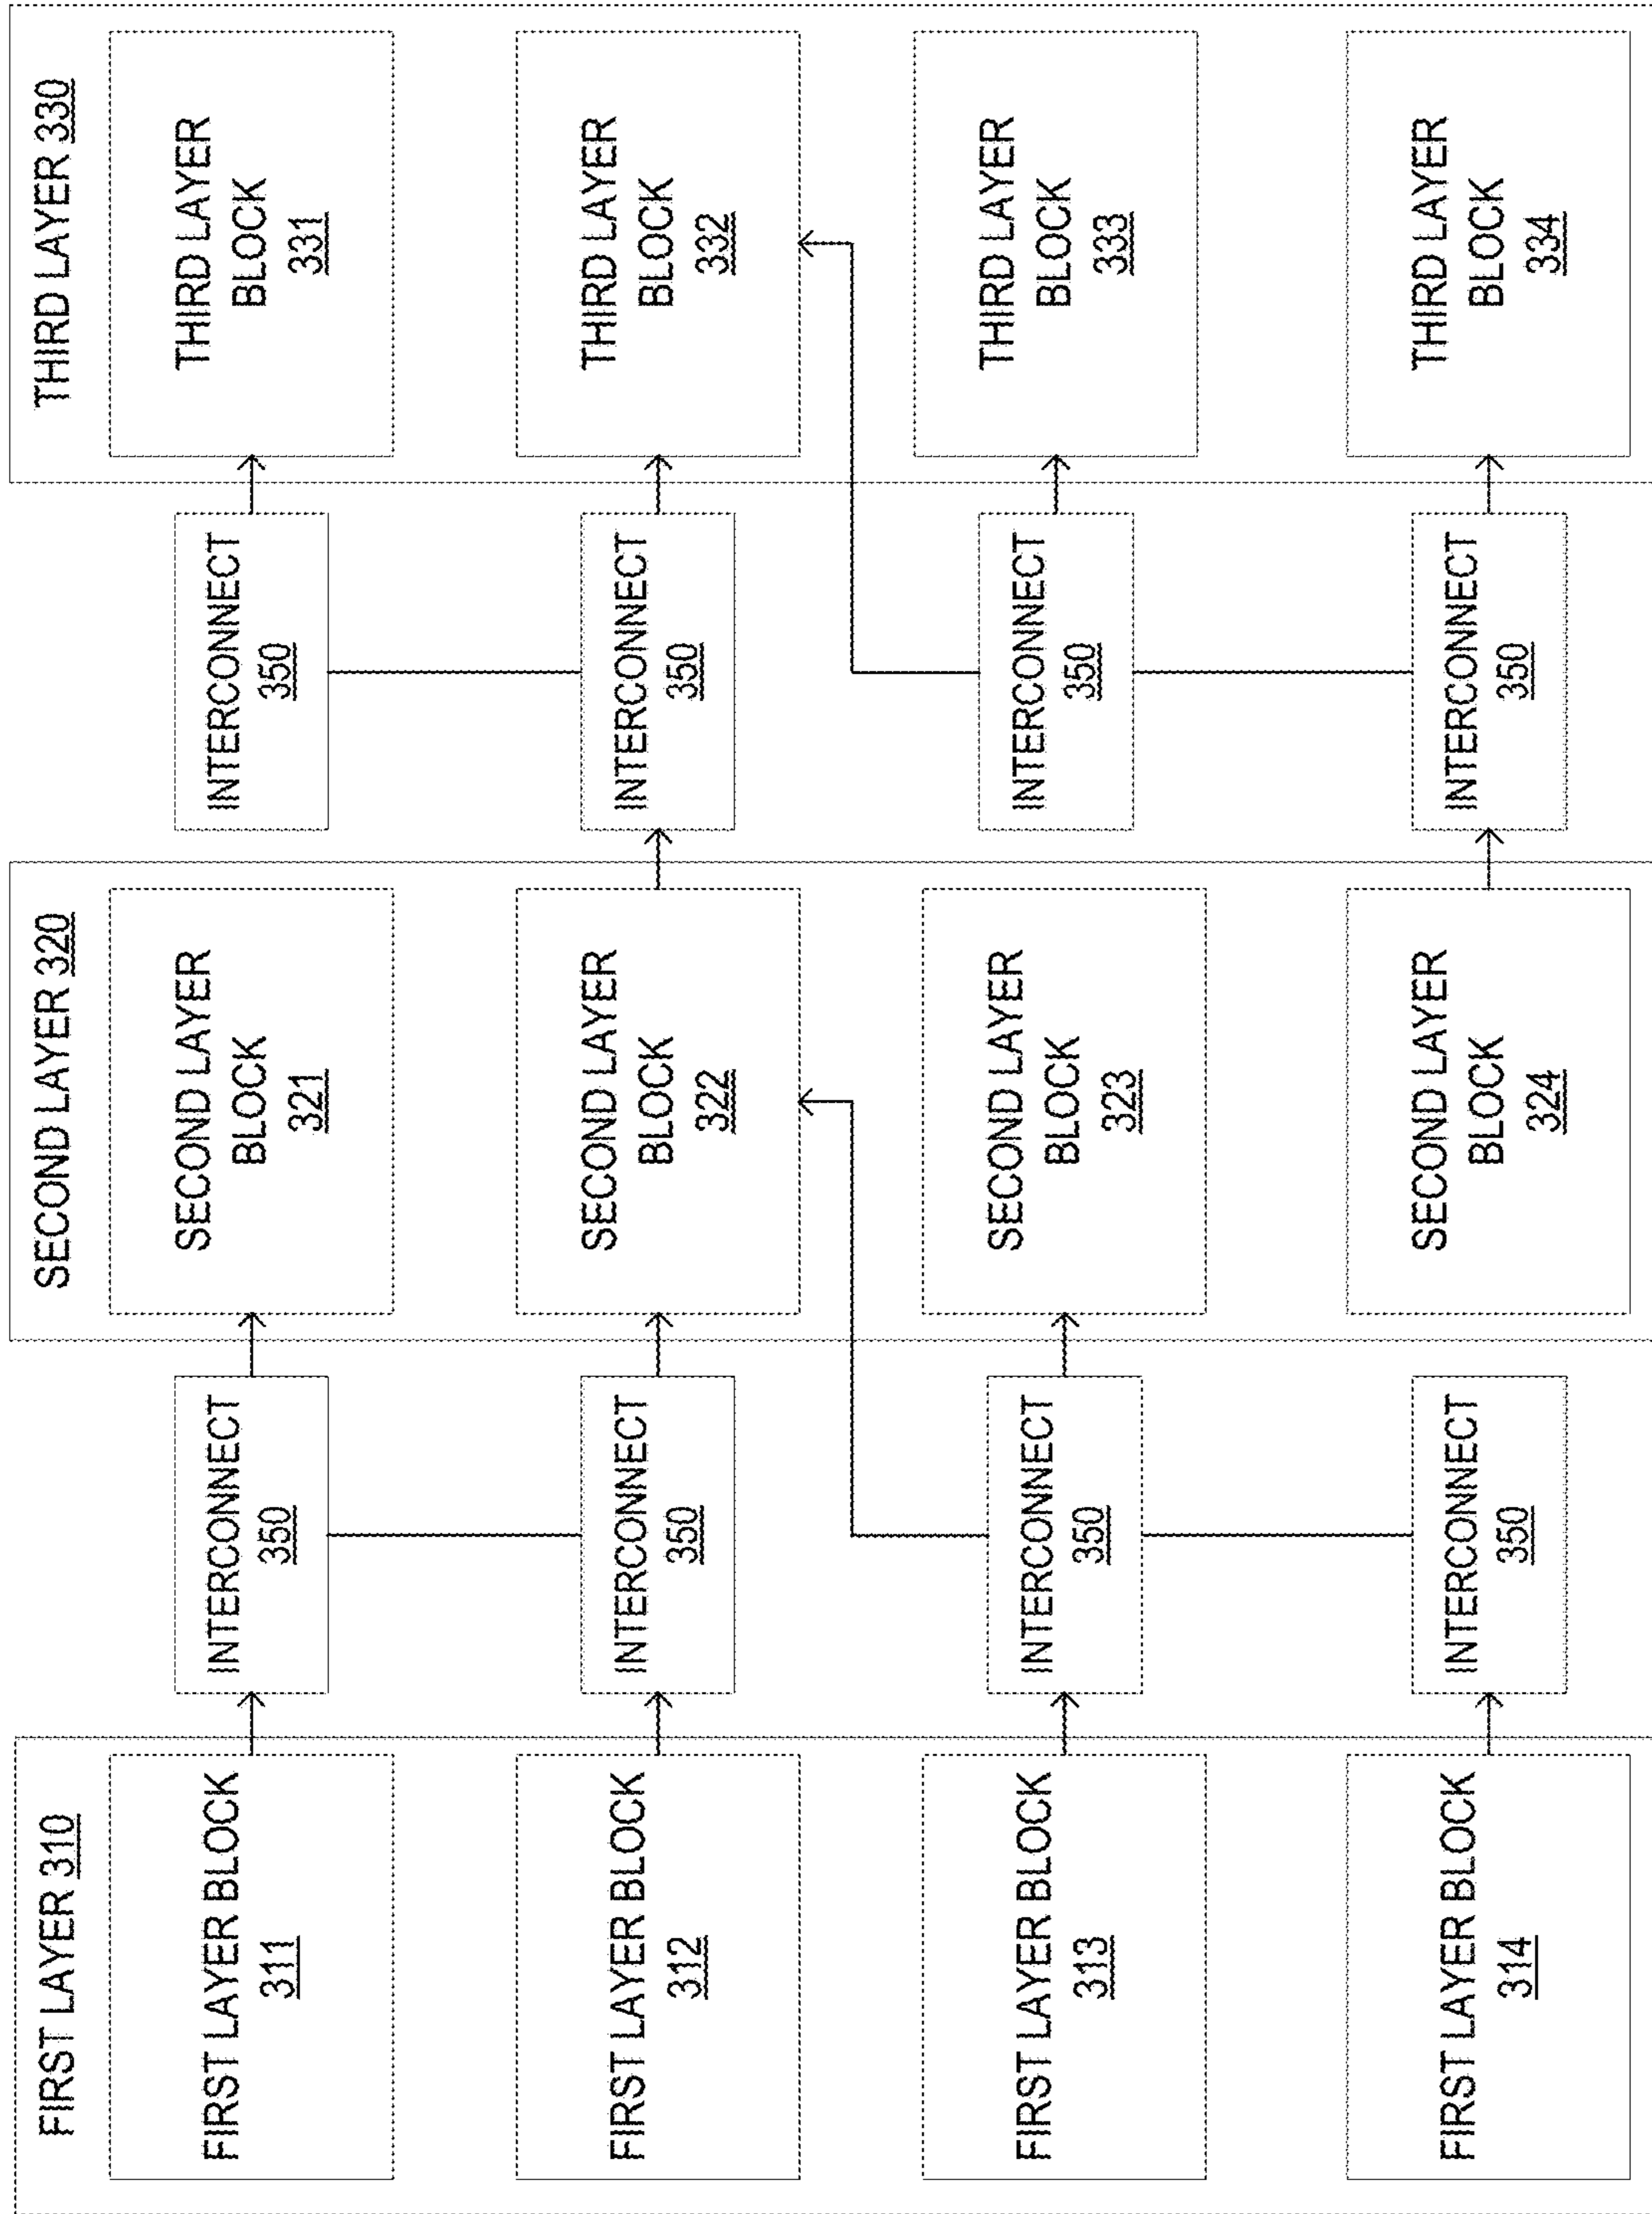 FIRST LAYER 310
SECOND LAYER 320
THIRD LAYER 330
FIRST LAYER BLOCK
311
INTERCONNECT
350
SECOND LAYER
BLOCK
321
INTERCONNECT
350
THIRD LAYER
BLOCK
331
FIRST LAYER BLOCK
312
INTERCONNECT
350
SECOND LAYER
BLOCK
322
INTERCONNECT
350
THIRD LAYER
BLOCK
332
FIRST LAYER BLOCK
313
INTERCONNECT
350
SECOND LAYER
BLOCK
323
INTERCONNECT
350
THIRD LAYER
BLOCK
333
FIRST LAYER BLOCK
314
INTERCONNECT
350
SECOND LAYER
BLOCK
324
INTERCONNECT
350
THIRD LAYER
BLOCK
334